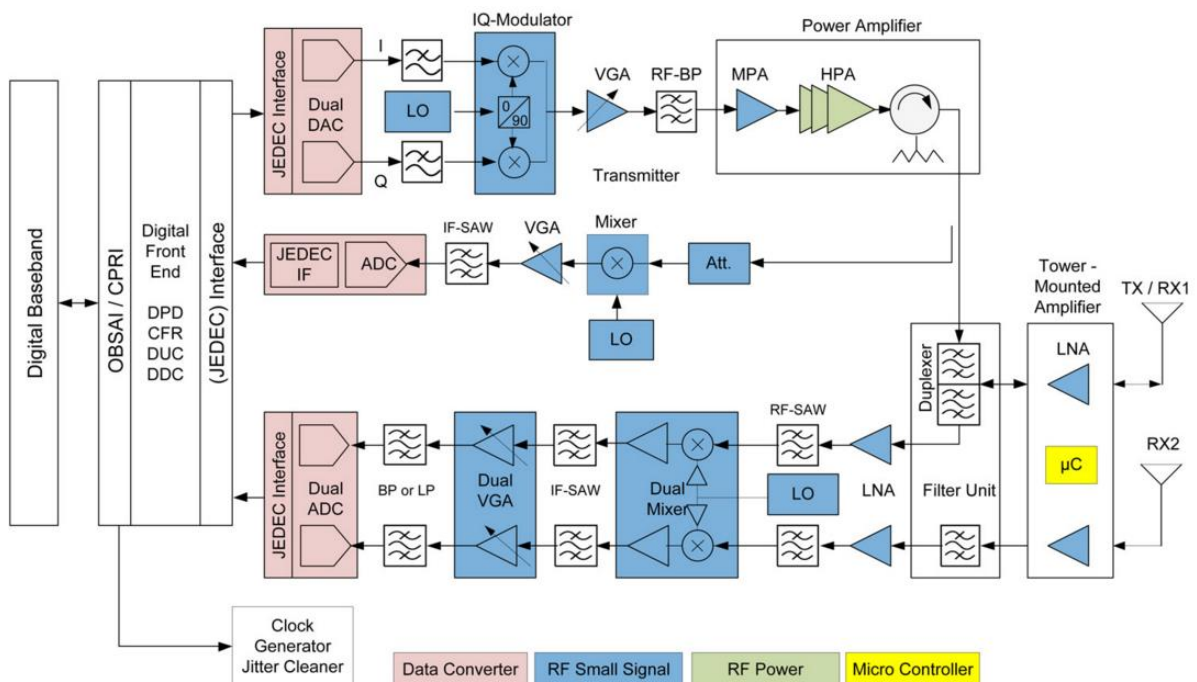 IQ-Modulator
Power Amplifier
JEDEC Interface
Dual
DAC
I
LO
0
90
Q
VGA
RF-BP
MPA
HPA
Transmitter
Digital Baseband
OBSAI / CPRI
Digital
Front
End
DPD
CFR
DUC
DDC
(JEDEC) Interface
JEDEC
IF
ADC
IF-SAW
VGA
Mixer
LO
Att.
Tower -
Mounted
Amplifier
TX / RX1
LNA
Duplexer
RF-SAW
JEDEC Interface
Dual
ADC
BP or LP
Dual
VGA
IF-SAW
Dual
Mixer
LO
LNA
Filter Unit
µC
RX2
Clock
Generator
Jitter Cleaner
Data Converter
RF Small Signal
RF Power
Micro Controller